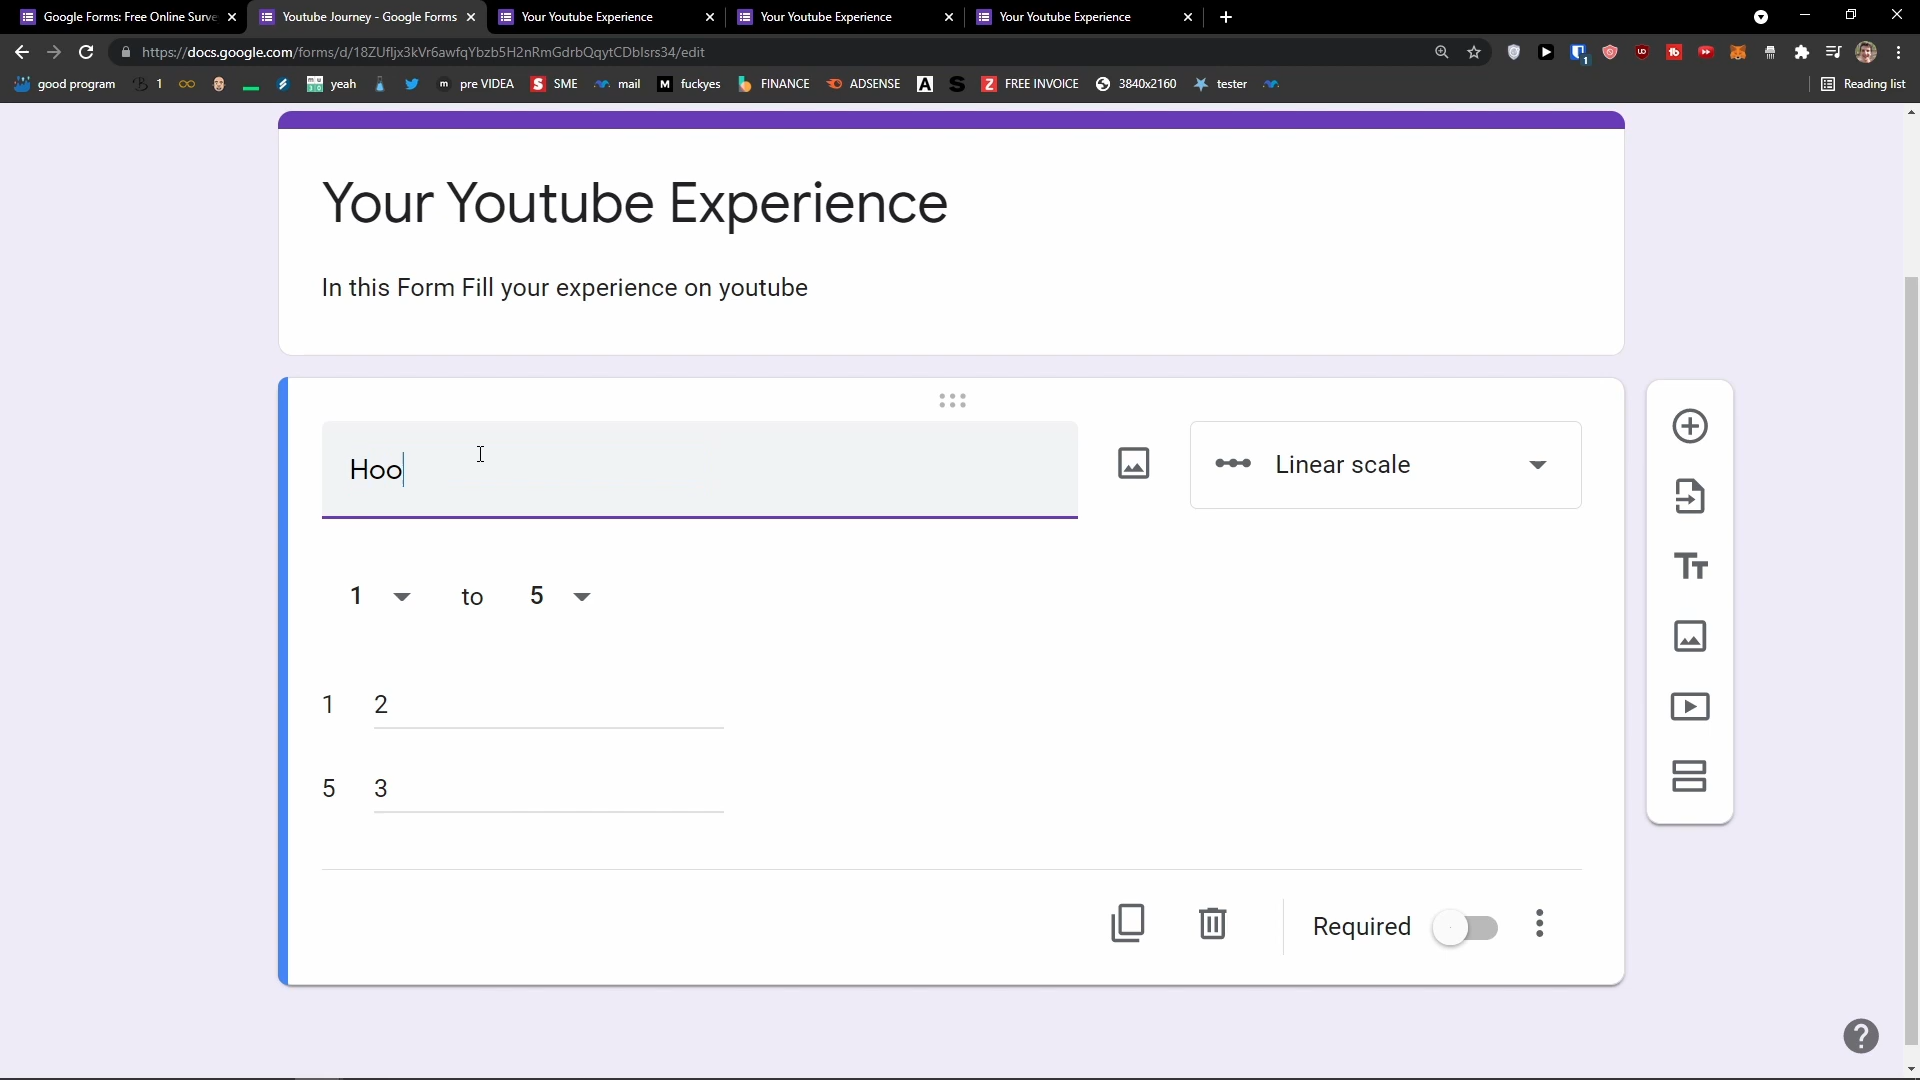 Google Forms: Free Online Surve
Youtube Journey - Google Forms
Your Youtube Experience
Your Youtube Experience
Your Youtube Experience
https://docs.google.com/forms/d/18ZUfljx3kVr6awfqYbzb5H2nRmGdrbQqytCDblsrs34/edit
good program
1
yeah
pre VIDEA
SME
mail
fuckyes
FINANCE
ADSENSE
FREE INVOICE
3840x2160
tester
Reading list
Your Youtube Experience
In this Form Fill your experience on youtube
Hoo
Linear scale
1 to 5
1 2
5 3
Required